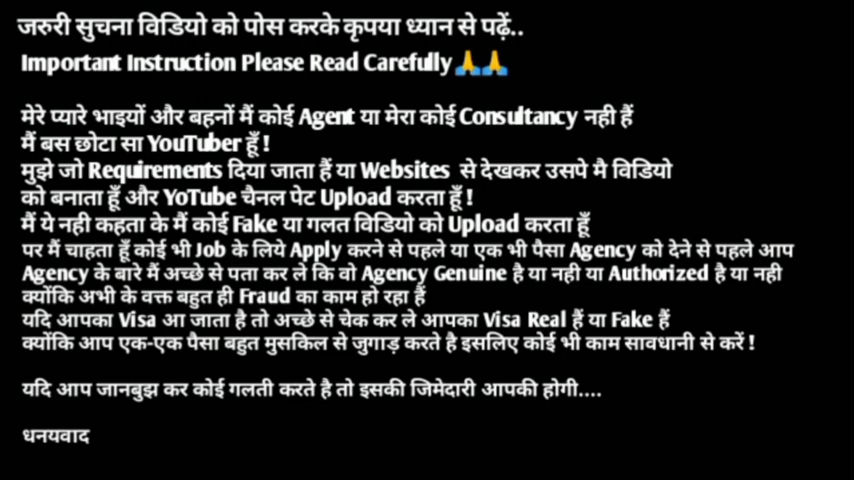 जरुरी सुचना विडियो को पोस करके कृपया ध्यान से पढ़ें..
Important Instruction Please Read Carefully🙏🙏
मेरे प्यारे भाइयों और बहनों मैं कोई Agent या मेरा कोई Consultancy नही हैं
मैं बस छोटा सा YouTuber हूँ !
मुझे जो Requirements दिया जाता हैं या Websites से देखकर उसपे मै विडियो
को बनाता हूँ और YoTube चैनल पेट Upload करता हूँ !
मैं ये नही कहता के मैं कोई Fake या गलत विडियो को Upload करता हूँ
पर मैं चाहता हूँ कोई भी Job के लिये Apply करने से पहले या एक भी पैसा Agency को देने से पहले आप
Agency के बारे मैं अच्छे से पता कर ले कि वो Agency Genuine है या नही या Authorized है या नही
क्योंकि अभी के वक्त बहुत ही Fraud का काम हो रहा हैं
यदि आपका Visa आ जाता है तो अच्छे से चेक कर ले आपका Visa Real हैं या Fake हैं
क्योंकि आप एक-एक पैसा बहुत मुसकिल से जुगाड़ करते है इसलिए कोई भी काम सावधानी से करें !
यदि आप जानबुझ कर कोई गलती करते है तो इसकी जिमेदारी आपकी होगी....
धनयवाद